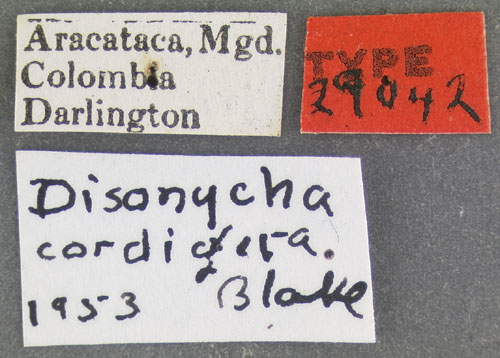 Aracataca, Mgd.
Colombia
Darlington
TYPE
29042
Disonycha
cordigera.
1953 Blake